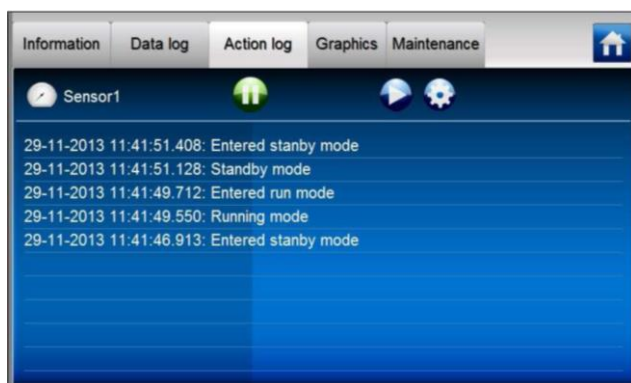 Information Data log Action log Graphics Maintenance
Sensor1
29-11-2013 11:41:51.408: Entered stanby mode
29-11-2013 11:41:51.128: Standby mode
29-11-2013 11:41:49.712: Entered run mode
29-11-2013 11:41:49.550: Running mode
29-11-2013 11:41:46.913: Entered stanby mode